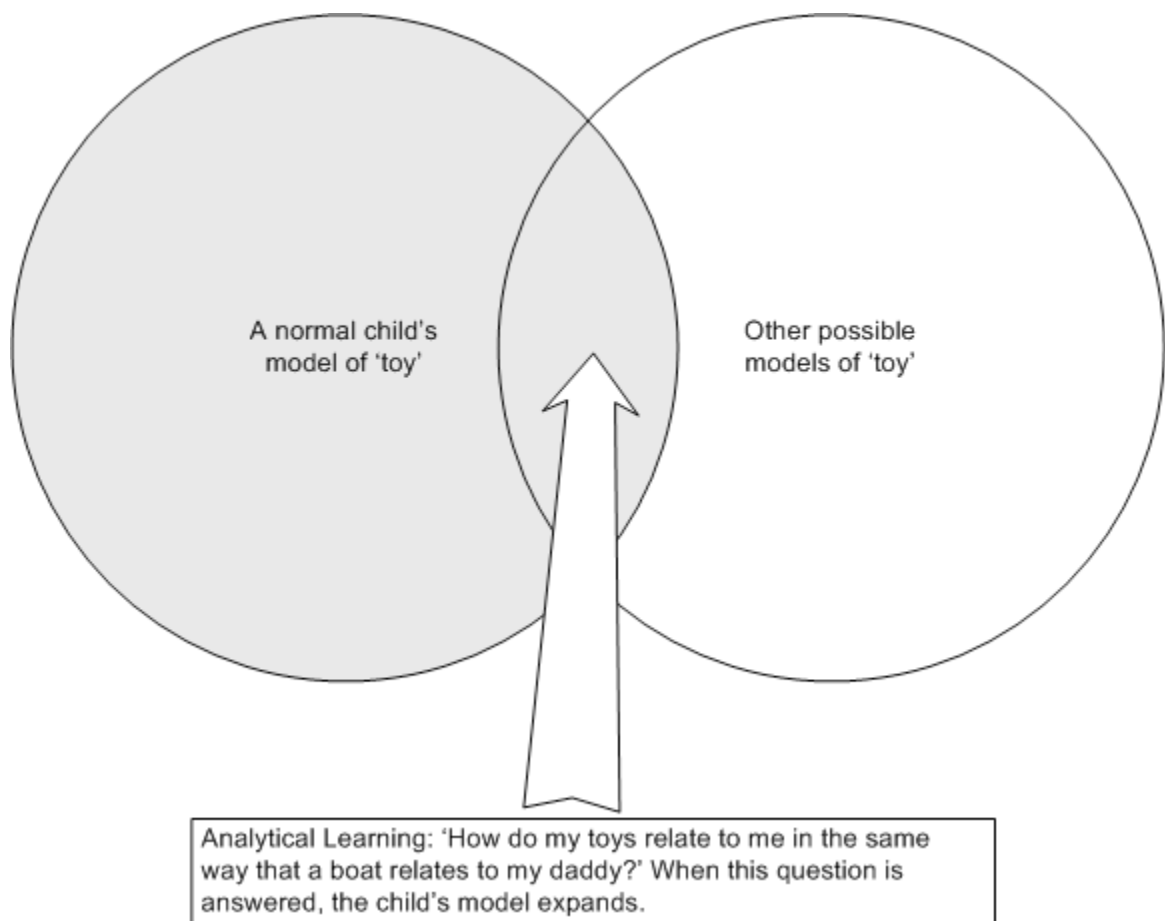 A normal child’s
model of ‘toy’
Other possible
models of ‘toy’
Analytical Learning: ‘How do my toys relate to me in the same
way that a boat relates to my daddy?’ When this question is
answered, the child’s model expands.